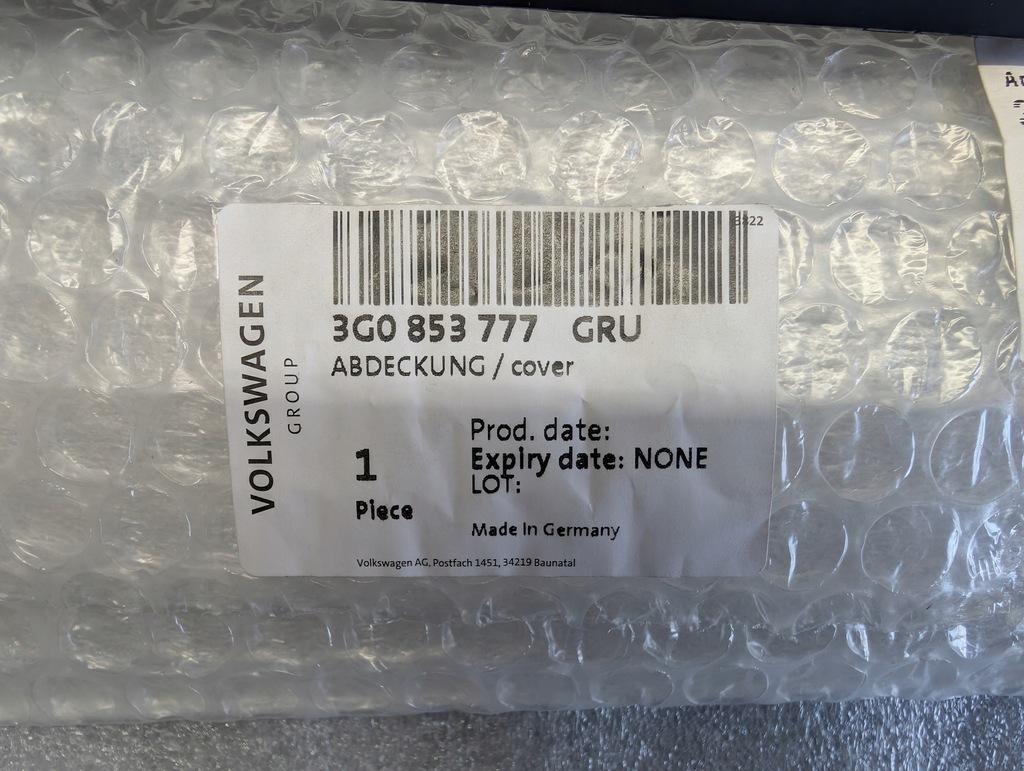 3822
3G0 853 777 GRU
ABDECKUNG / cover
VOLKSWAGEN
GROUP
Prod. date:
1
Expiry date: NONE
LOT:
Piece
Made In Germany
Volkswagen AG, Postfach 1451, 34219 Baunatal